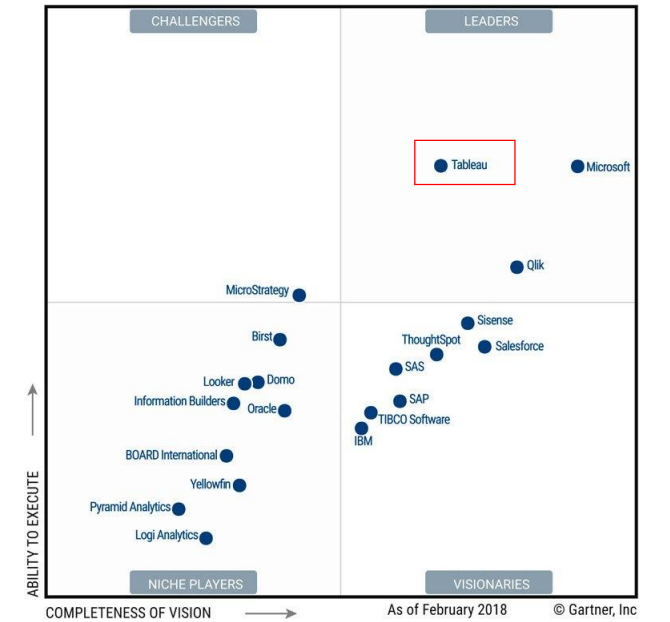 CHALLENGERS
LEADERS
Tableau
Microsoft
Qlik
MicroStrategy
Sisense
Birst
ThoughtSpot
Salesforce
SAS
Looker
Domo
Information Builders
SAP
Oracle
TIBCO Software
IBM
BOARD International
Yellowfin
Pyramid Analytics
Logi Analytics
ABILITY TO EXECUTE
NICHE PLAYERS
VISIONARIES
COMPLETENESS OF VISION
As of February 2018
© Gartner, Inc